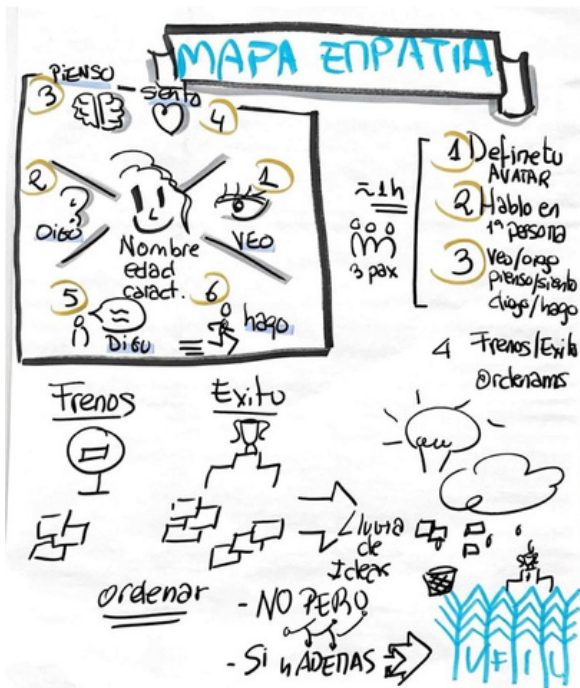 MAPA EMPATIA
PIENSO
3
siento
4
2
OIGO
1
VEO
Nombre
edad
caract.
5
DIGO
6
hago
≈1h
3 pax
1 Define tu
AVATAR
2 Hablo en
1ª persona
3 Veo/oigo
pienso/siento
digo/hago
4 Frenos/Exito
Ordenamos
Frenos
Exito
Lluvia
de
Ideas
ordenar
- NO PERO
- SI y ADEMAS